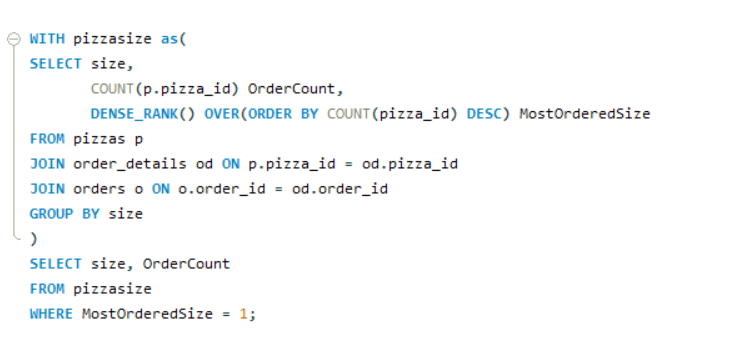 WITH pizzasize as(
SELECT size,
COUNT(p.pizza_id) OrderCount,
DENSE_RANK() OVER(ORDER BY COUNT(pizza_id) DESC) MostOrderedSize
FROM pizzas p
JOIN order_details od ON p.pizza_id = od.pizza_id
JOIN orders o ON o.order_id = od.order_id
GROUP BY size
)
SELECT size, OrderCount
FROM pizzasize
WHERE MostOrderedSize = 1;